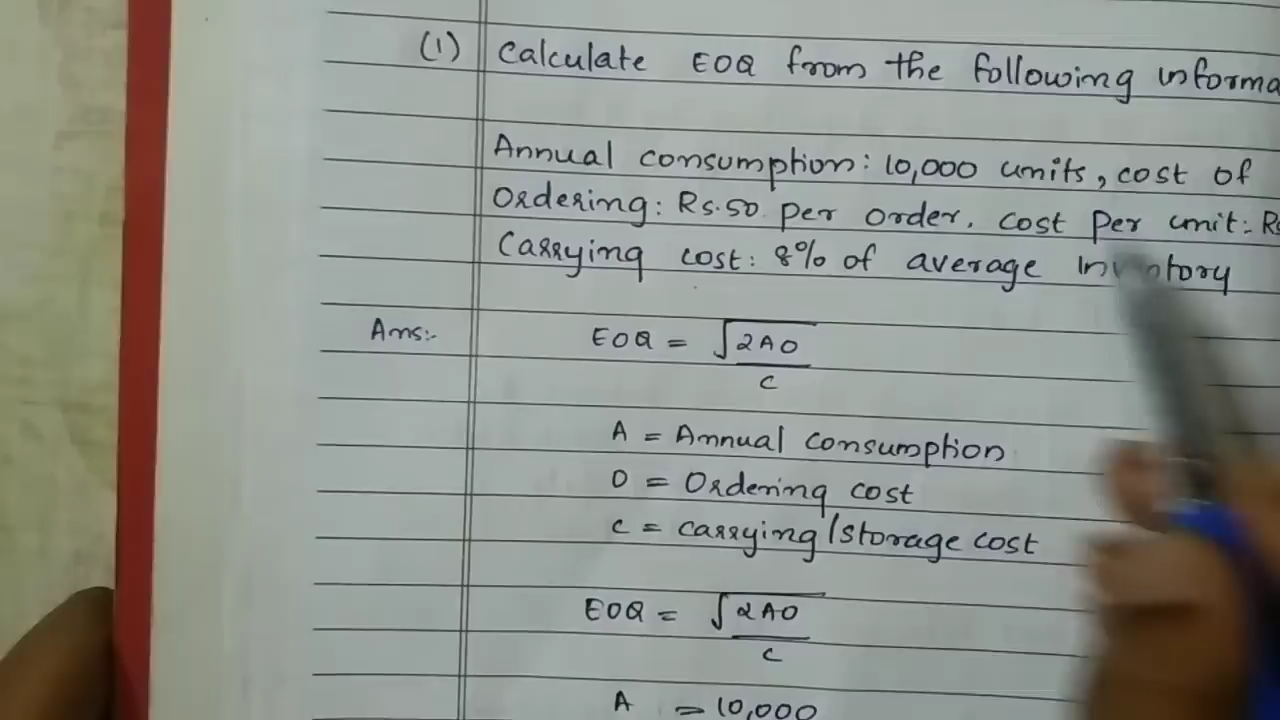 (1) Calculate EOQ from the following informa
Annual consumption: 10,000 units, cost of
Ordering: Rs.50 per order. Cost per unit: Rs
Carrying cost: 8% of average Inventory
Ans:- EOQ = √2AO
C
A = Annual Consumption
O = Ordering cost
C = Carrying/storage cost
EOQ = √2AO
C
A = 10,000